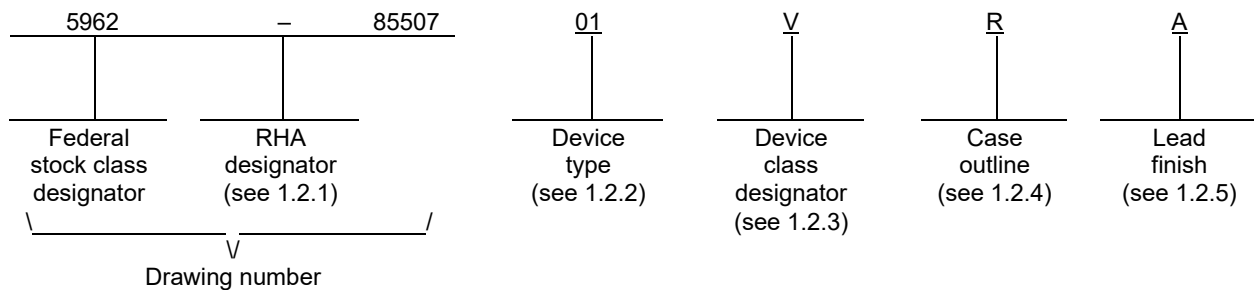 5962 – 85507 01 V R A
Federal stock class designator
RHA designator (see 1.2.1)
Device type (see 1.2.2)
Device class designator (see 1.2.3)
Case outline (see 1.2.4)
Lead finish (see 1.2.5)
Drawing number